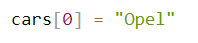 cars[0] = "Opel"